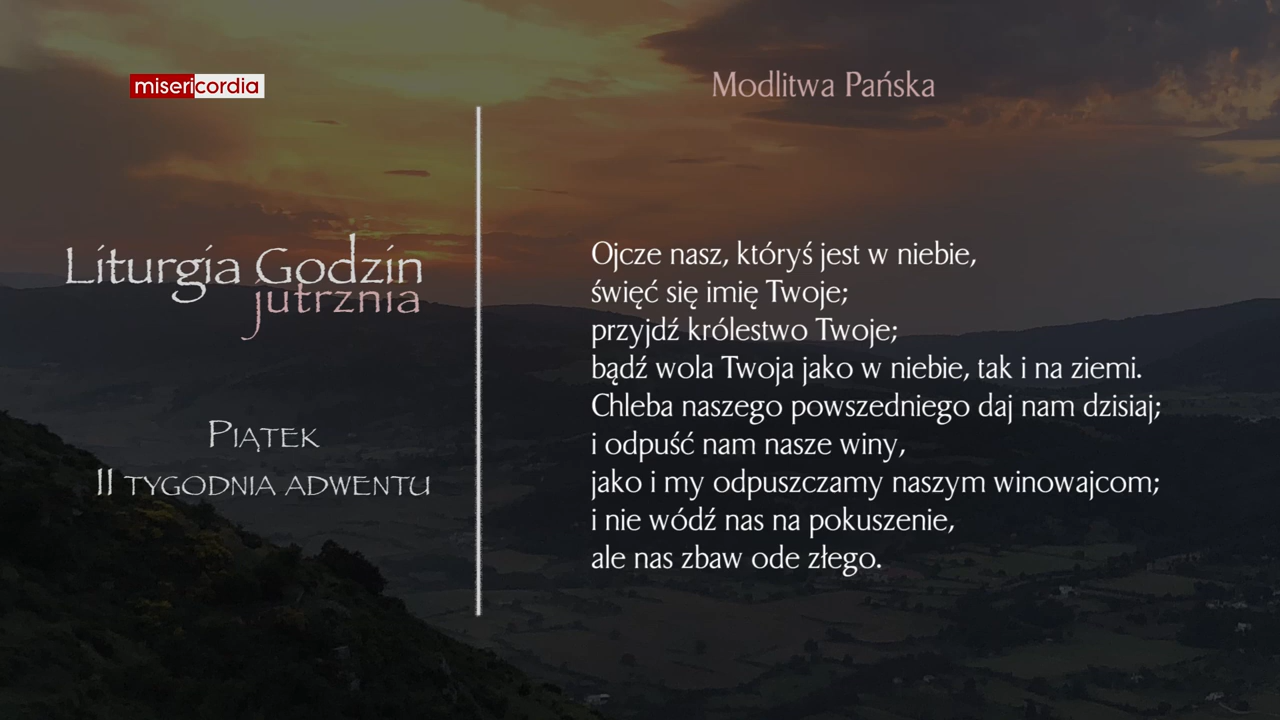 misericordia
Liturgia Godzin
jutrznia
Piątek
II tygodnia adwentu
Modlitwa Pańska
Ojcze nasz, któryś jest w niebie,
święć się imię Twoje;
przyjdź królestwo Twoje;
bądź wola Twoja jako w niebie, tak i na ziemi.
Chleba naszego powszedniego daj nam dzisiaj;
i odpuść nam nasze winy,
jako i my odpuszczamy naszym winowajcom;
i nie wódź nas na pokuszenie,
ale nas zbaw ode złego.